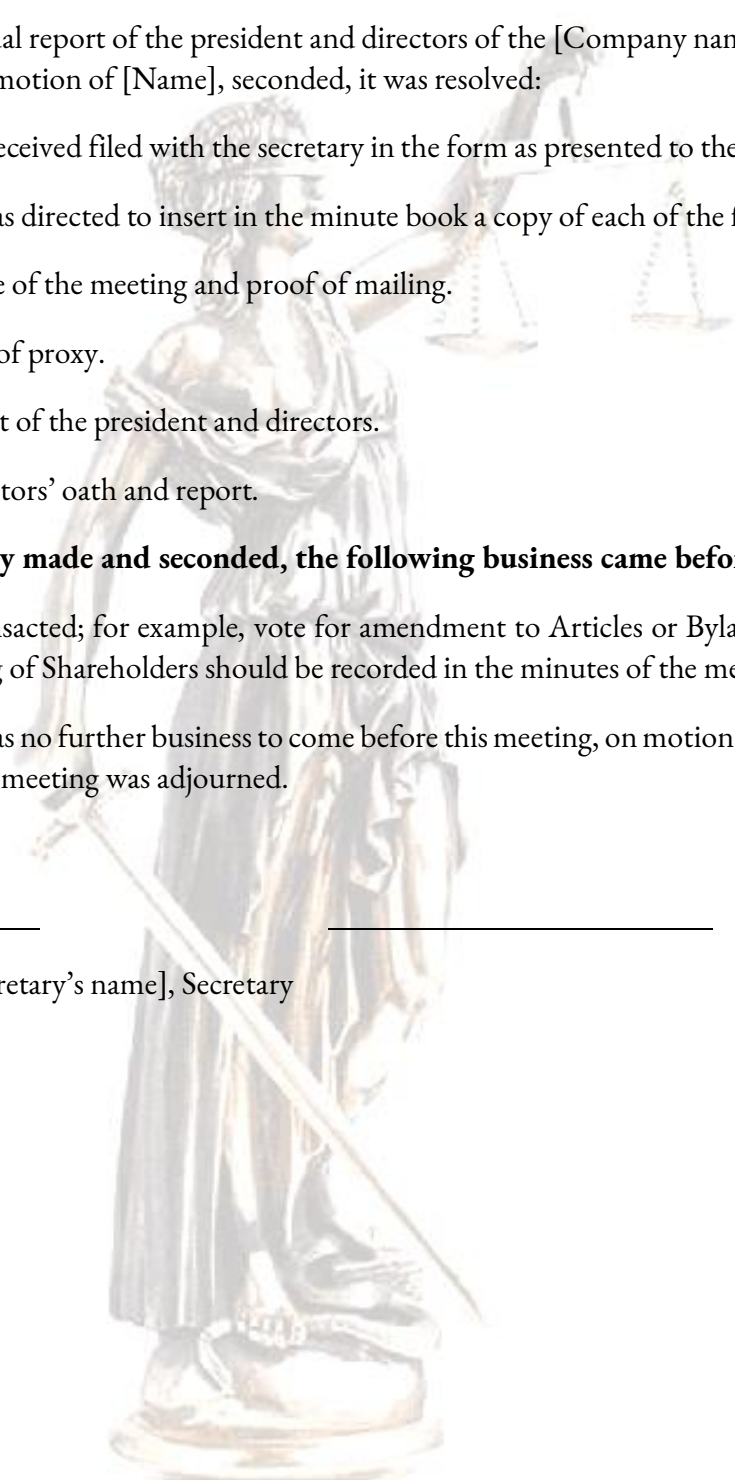 al report of the president and directors of the [Company nam
motion of [Name], seconded, it was resolved:
eceived filed with the secretary in the form as presented to the
as directed to insert in the minute book a copy of each of the f
e of the meeting and proof of mailing.
of proxy.
t of the president and directors.
tors’ oath and report.
y made and seconded, the following business came befo
nsacted; for example, vote for amendment to Articles or Byla
g of Shareholders should be recorded in the minutes of the me
as no further business to come before this meeting, on motion
meeting was adjourned.
retary’s name], Secretary